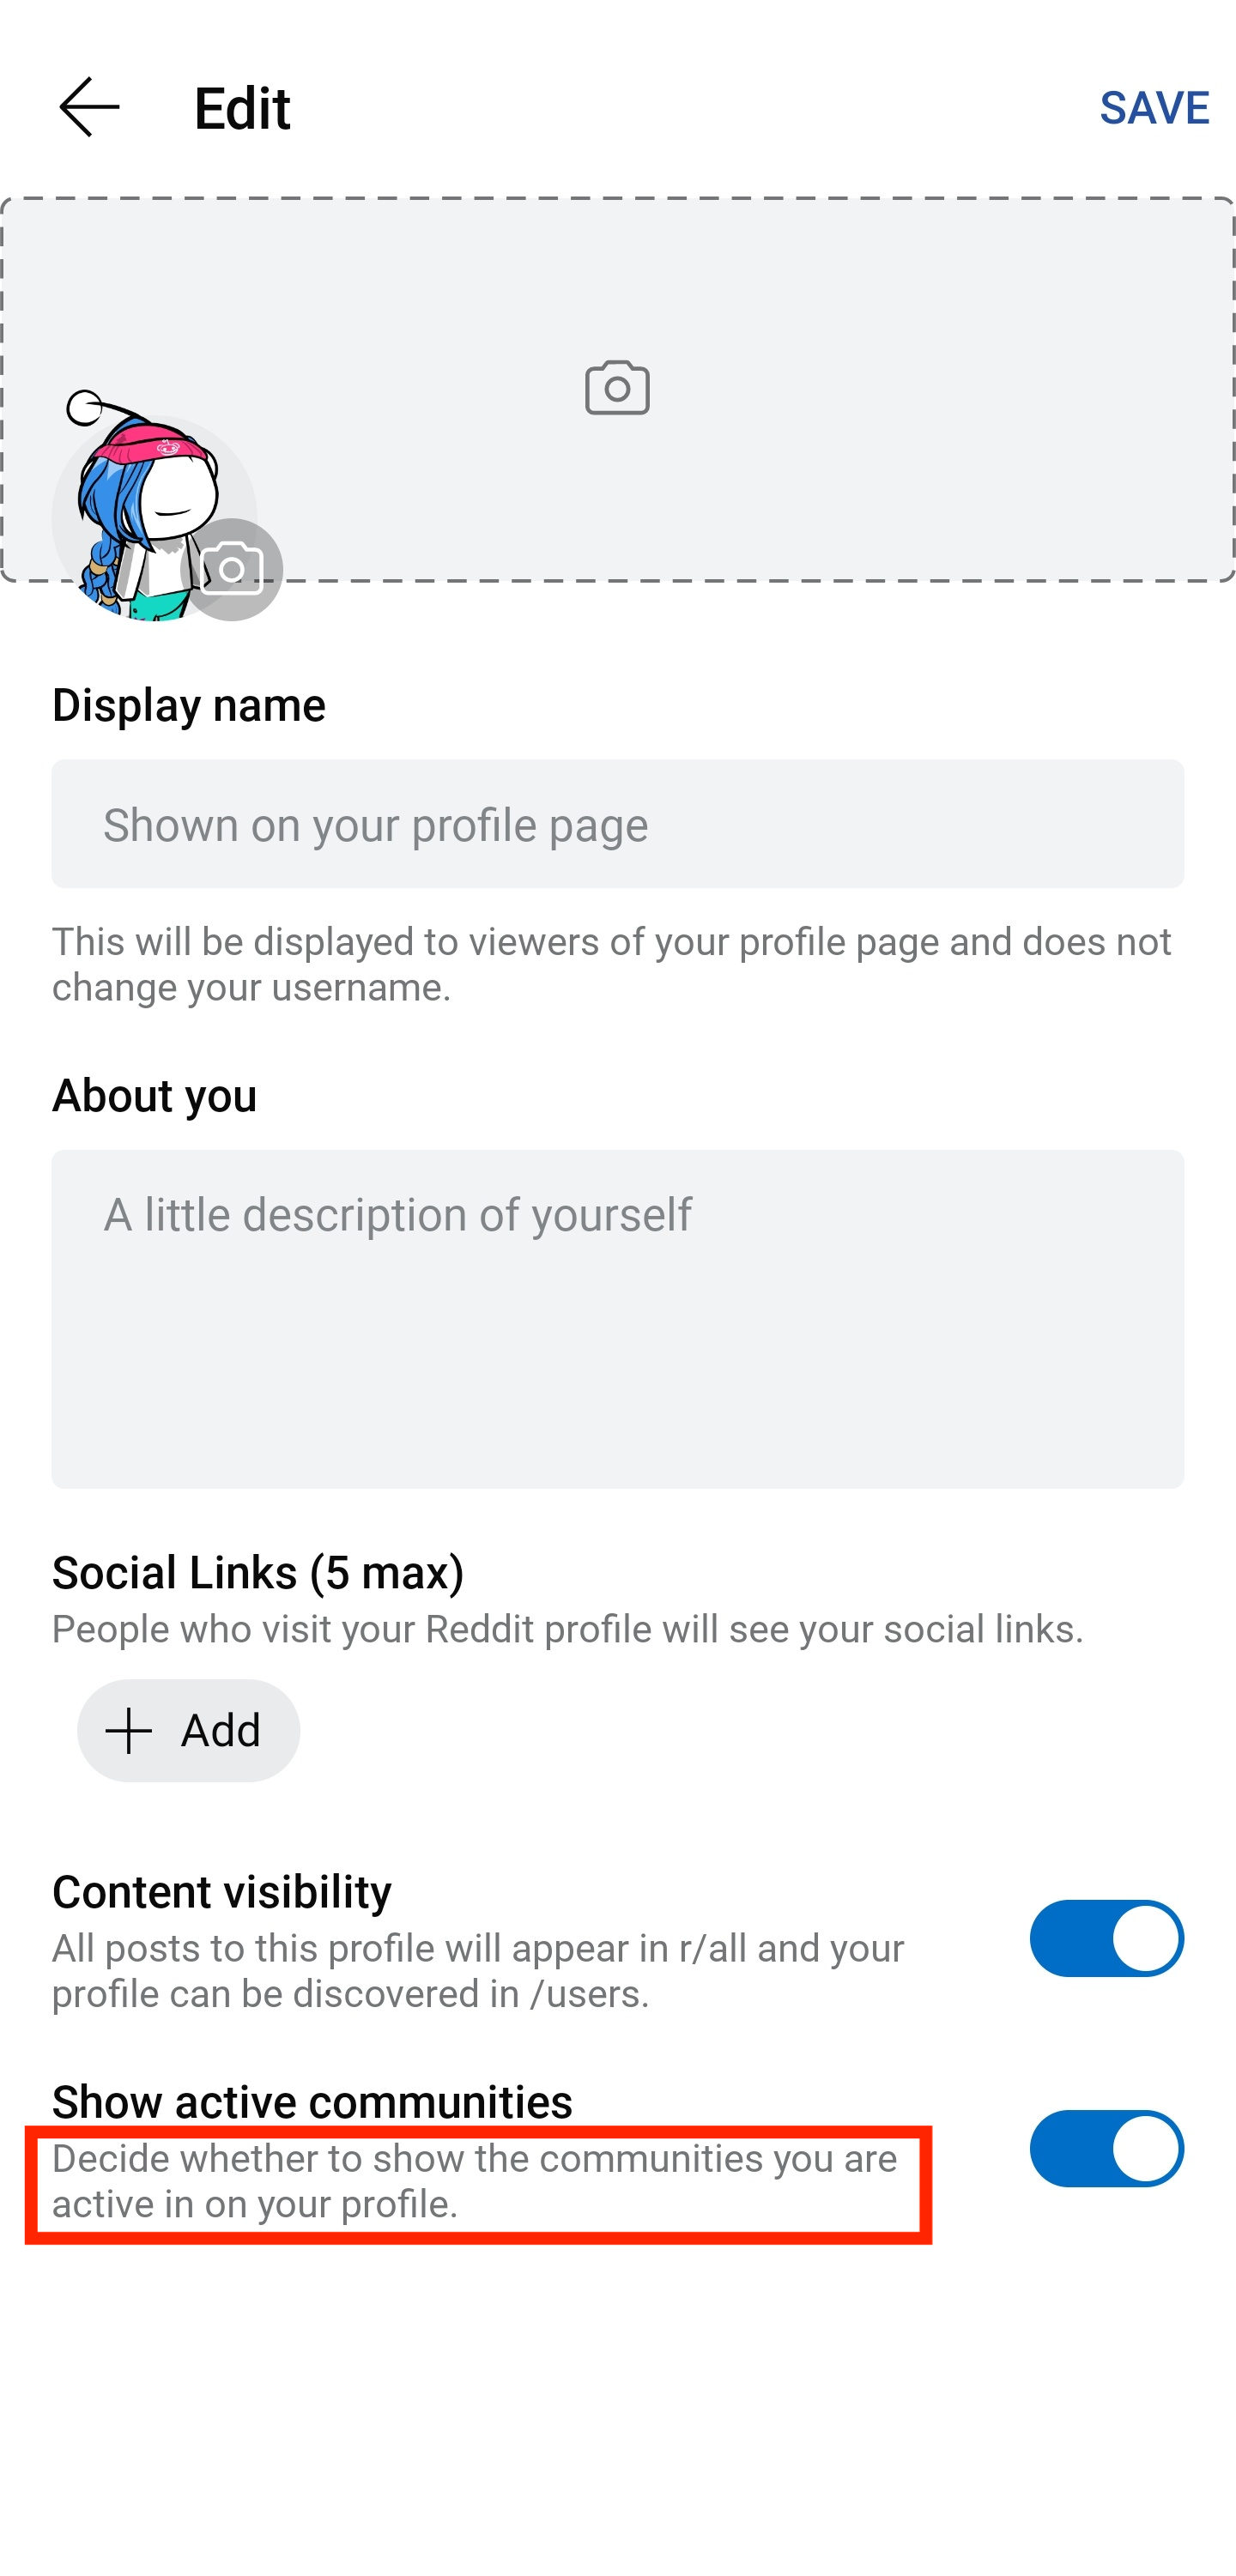 Edit
SAVE
Display name
Shown on your profile page
This will be displayed to viewers of your profile page and does not
change your username.
About you
A little description of yourself
Social Links (5 max)
People who visit your Reddit profile will see your social links.
Add
Content visibility
All posts to this profile will appear in r/all and your
profile can be discovered in /users.
Show active communities
Decide whether to show the communities you are
active in on your profile.